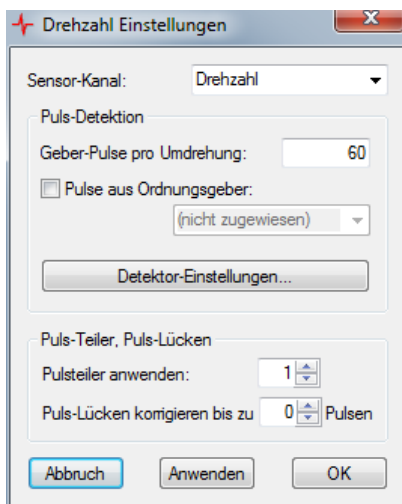 Drehzahl Einstellungen
Sensor-Kanal: Drehzahl
Puls-Detektion
Geber-Pulse pro Umdrehung: 60
Pulse aus Ordnungsgeber:
(nicht zugewiesen)
Detektor-Einstellungen...
Puls-Teiler, Puls-Lücken
Pulsteiler anwenden: 1
Puls-Lücken korrigieren bis zu 0 Pulsen
Abbruch Anwenden OK